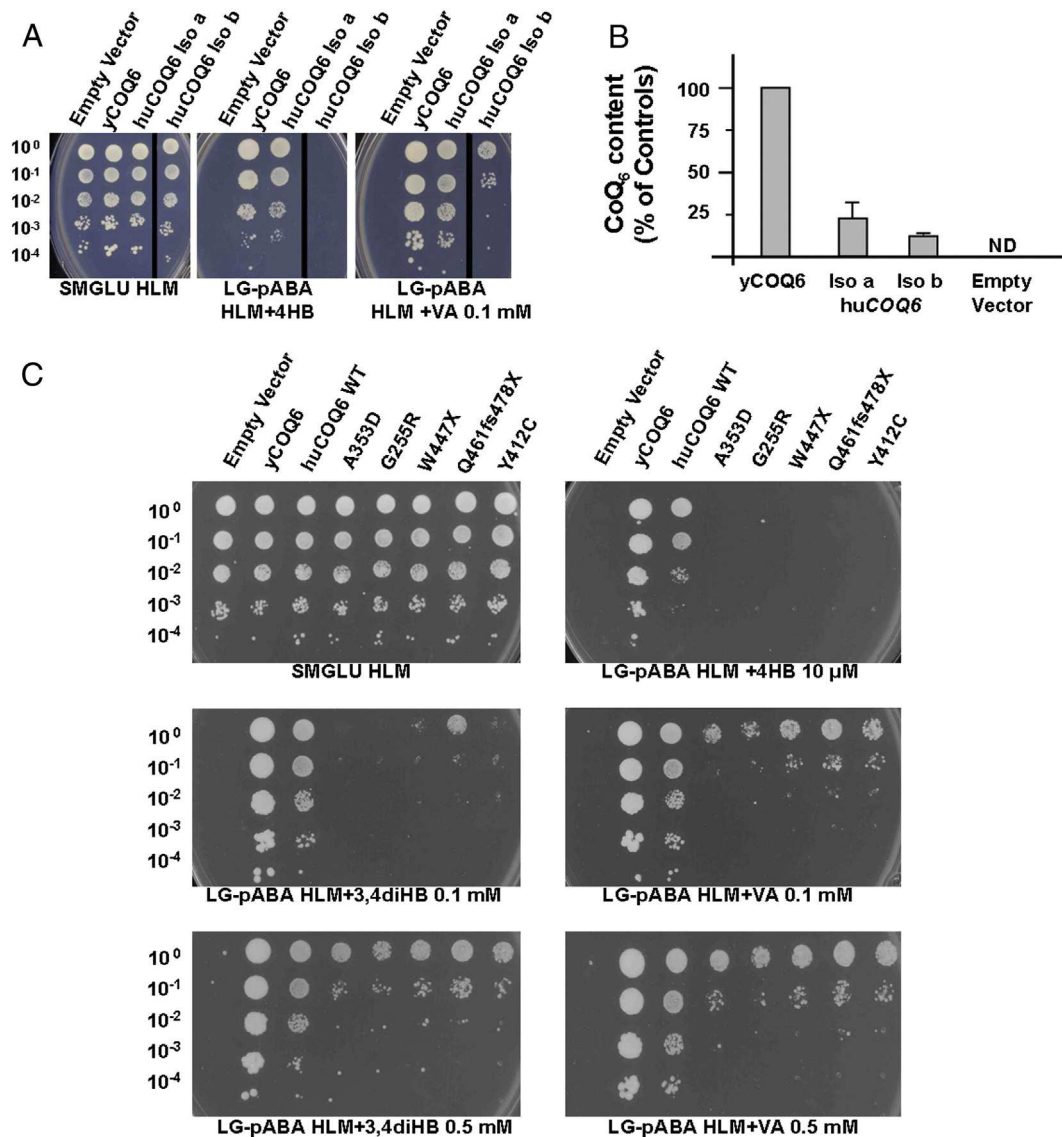 A
Empty Vector
yCOQ6
huCOQ6 Iso a
huCOQ6 Iso b
Empty Vector
yCOQ6
huCOQ6 Iso a
huCOQ6 Iso b
Empty Vector
yCOQ6
huCOQ6 Iso a
huCOQ6 Iso b
10⁰
10⁻¹
10⁻²
10⁻³
10⁻⁴
SMGLU HLM
LG-pABA
HLM+4HB
LG-pABA
HLM +VA 0.1 mM
B
CoQ₆ content
(% of Controls)
100
75
50
25
ND
yCOQ6
Iso a
Iso b
huCOQ6
Empty
Vector
C
Empty Vector
yCOQ6
huCOQ6 WT
A353D
G255R
W447X
Q461fs478X
Y412C
Empty Vector
yCOQ6
huCOQ6 WT
A353D
G255R
W447X
Q461fs478X
Y412C
10⁰
10⁻¹
10⁻²
10⁻³
10⁻⁴
SMGLU HLM
LG-pABA HLM +4HB 10 µM
10⁰
10⁻¹
10⁻²
10⁻³
10⁻⁴
LG-pABA HLM+3,4diHB 0.1 mM
LG-pABA HLM+VA 0.1 mM
10⁰
10⁻¹
10⁻²
10⁻³
10⁻⁴
LG-pABA HLM+3,4diHB 0.5 mM
LG-pABA HLM+VA 0.5 mM